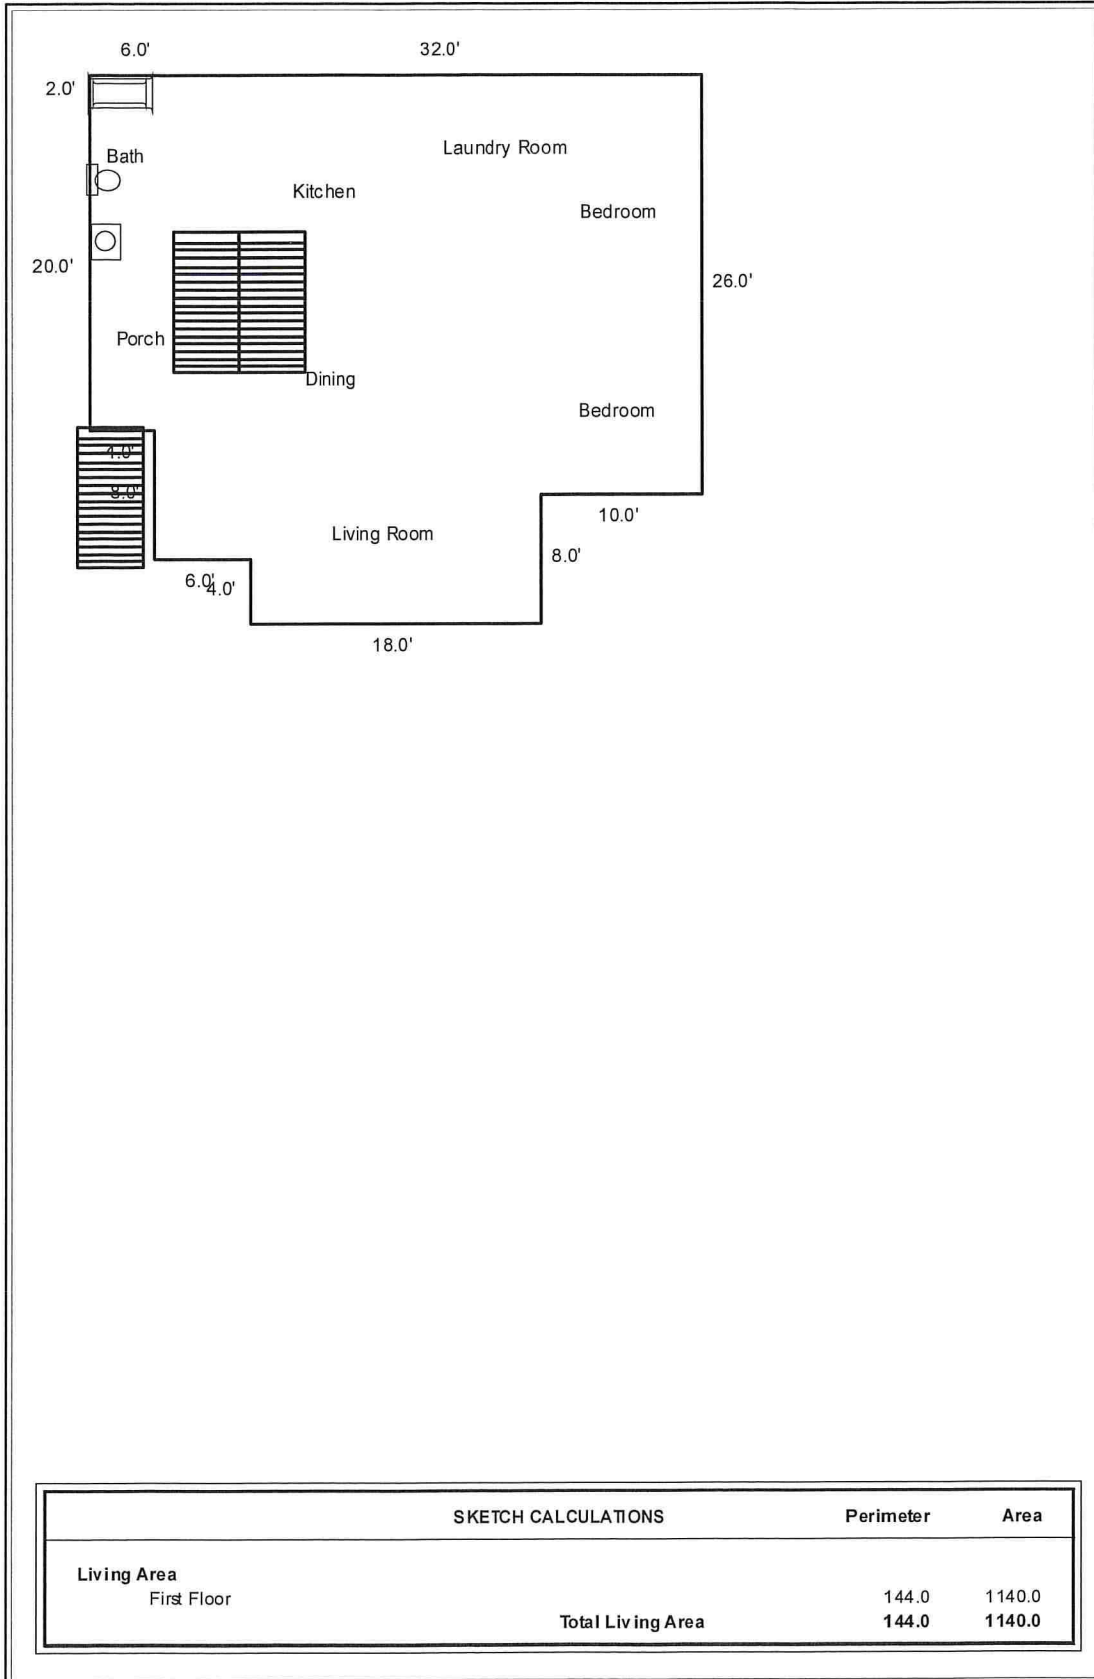 6.0' 32.0'
2.0'
Laundry Room
Bath
Kitchen
Bedroom
20.0'
26.0'
Porch
Dining
Bedroom
8.0'
10.0'
Living Room
8.0'
6.0' 4.0'
18.0'
SKETCH CALCULATIONS Perimeter Area
Living Area
First Floor 144.0 1140.0
Total Living Area 144.0 1140.0